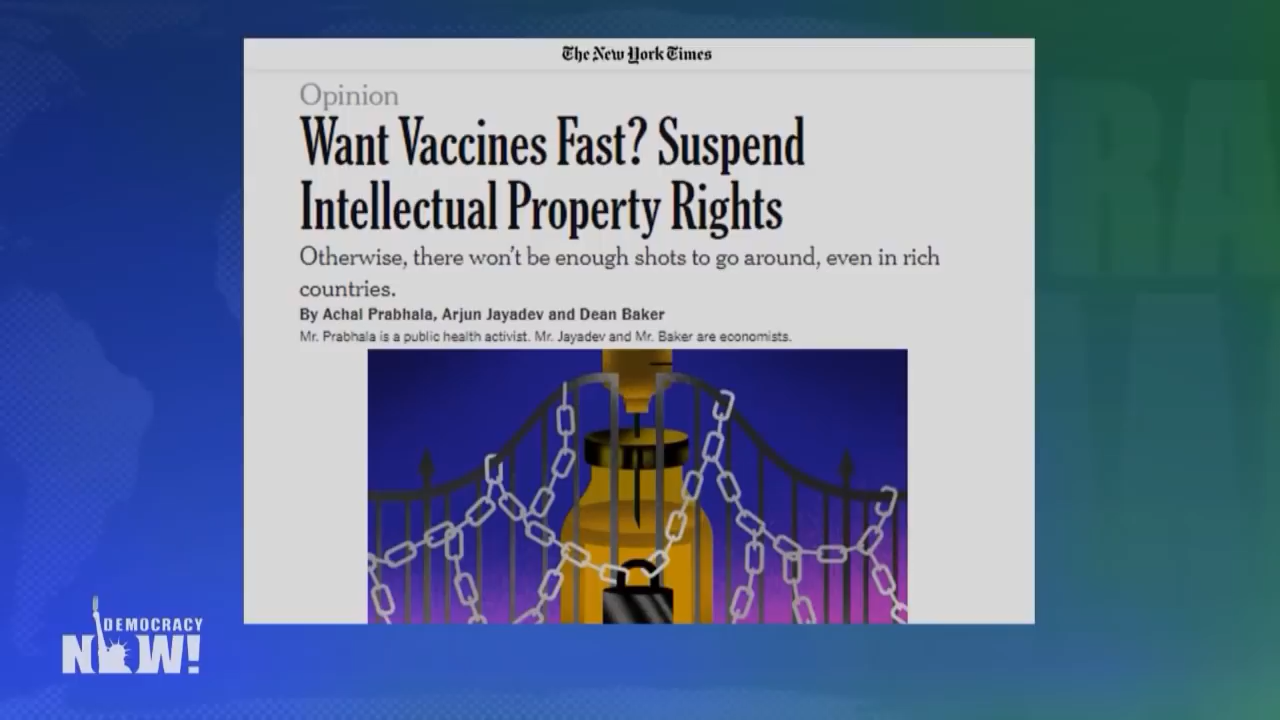 The New York Times
Opinion
Want Vaccines Fast? Suspend
Intellectual Property Rights
Otherwise, there won't be enough shots to go around, even in rich
countries.
By Achal Prabhala, Arjun Jayadev and Dean Baker
Mr. Prabhala is a public health activist. Mr. Jayadev and Mr. Baker are economists.
DEMOCRACY
NOW!